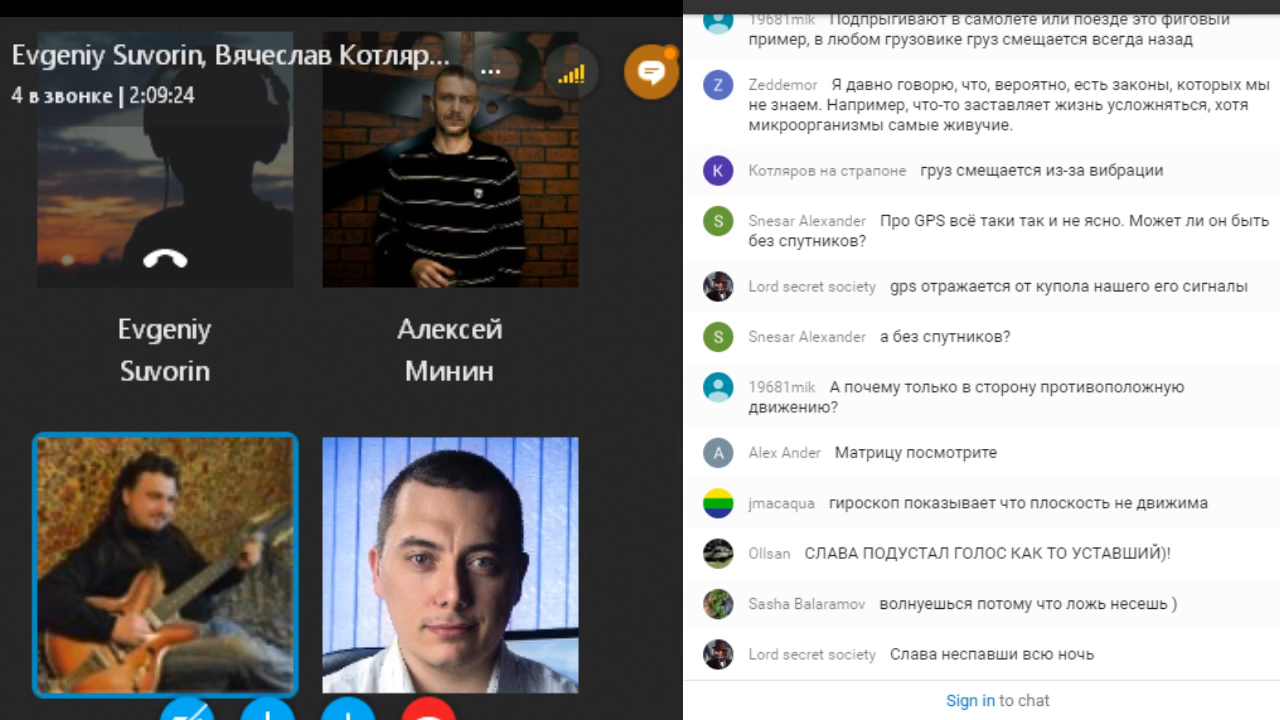 Evgeniy Suvorin, Вячеслав Котляр...
...
4 в звонке | 2:09:24
Evgeniy
Suvorin
Алексей
Минин
19681mik Подпрыгивают в самолете или поезде это фиговый
пример, в любом грузовике груз смещается всегда назад
Z
Zeddemor Я давно говорю, что, вероятно, есть законы, которых мы
не знаем. Например, что-то заставляет жизнь усложняться, хотя
микроорганизмы самые живучие.
К
Котляров на страпоне груз смещается из-за вибрации
S
Snesar Alexander Про GPS всё таки так и не ясно. Может ли он быть
без спутников?
Lord secret society gps отражается от купола нашего его сигналы
S
Snesar Alexander а без спутников?
19681mik А почему только в сторону противоположную
движению?
A
Alex Ander Матрицу посмотрите
jmacaqua гироскоп показывает что плоскость не движима
Ollsan СЛАВА ПОДУСТАЛ ГОЛОС КАК ТО УСТАВШИЙ)!
Sasha Balaramov волнуешься потому что ложь несешь )
Lord secret society Слава неспавши всю ночь
Sign in to chat